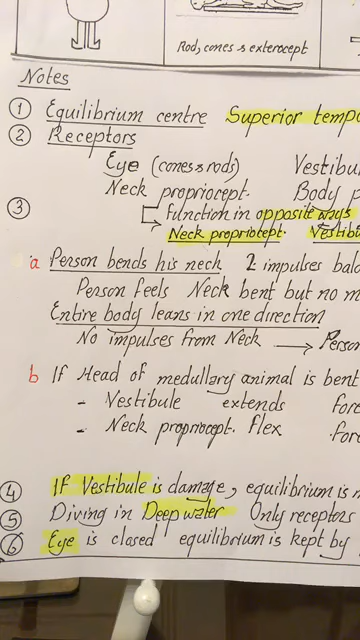 Rod, cones & exterocept
Notes
① Equilibrium centre Superior tempo
② Receptors
Eye (cones & rods) Vestibu
Neck propriocept. Body p
③ Function in opposite ways
Neck propriocept. Vestib
a Person bends his neck 2 impulses bala
Person feels Neck bent but no m
Entire body leans in one direction
No impulses from Neck → Person
b If Head of medullary animal is bent
- Vestibule extends fore
- Neck propriocept. flex for
④ If Vestibule is damage, equilibrium is n
⑤ Diving in Deep water Only receptors
⑥ Eye is closed equilibrium is kept by